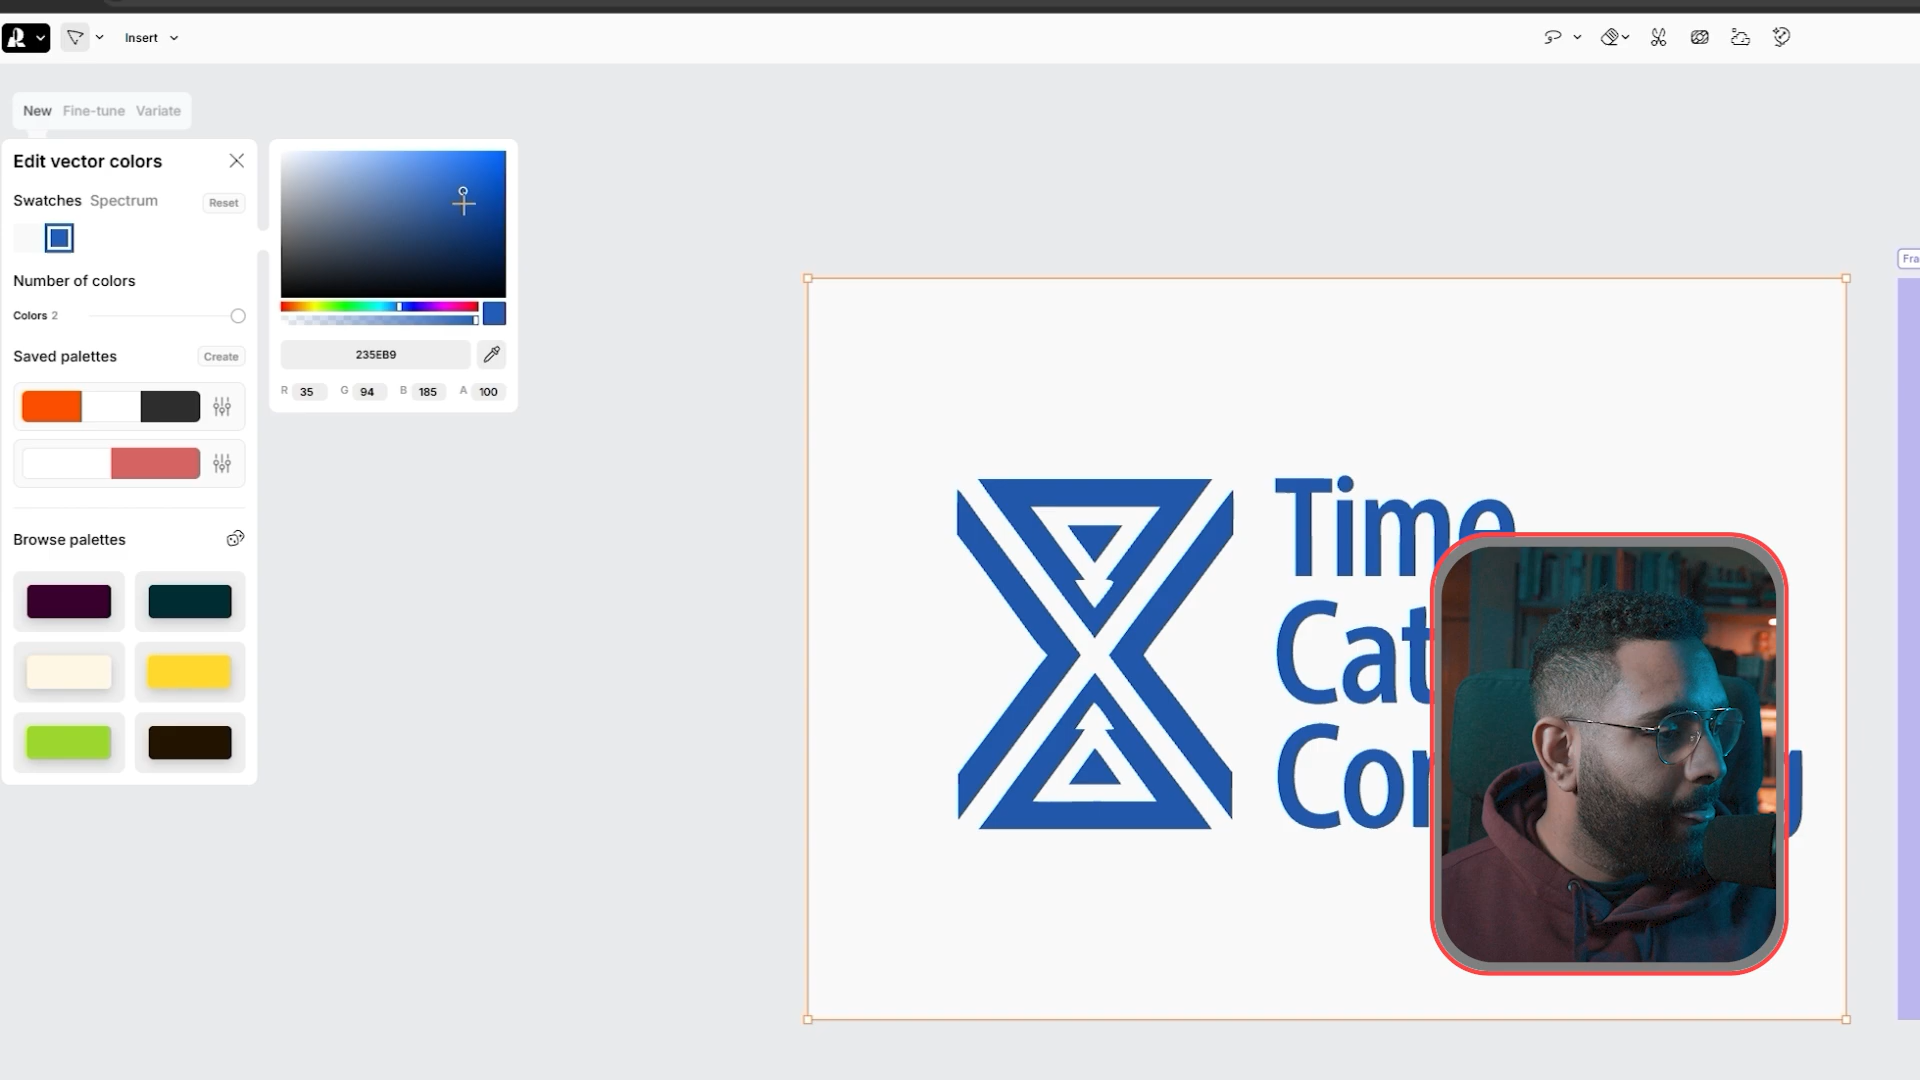 Insert
New Fine-tune Variate
Edit vector colors
Swatches Spectrum Reset
Number of colors
Colors 2
Saved palettes Create
Browse palettes
235EB9
R 35 G 94 B 185 A 100
Fra
Time
Cat
Co
g